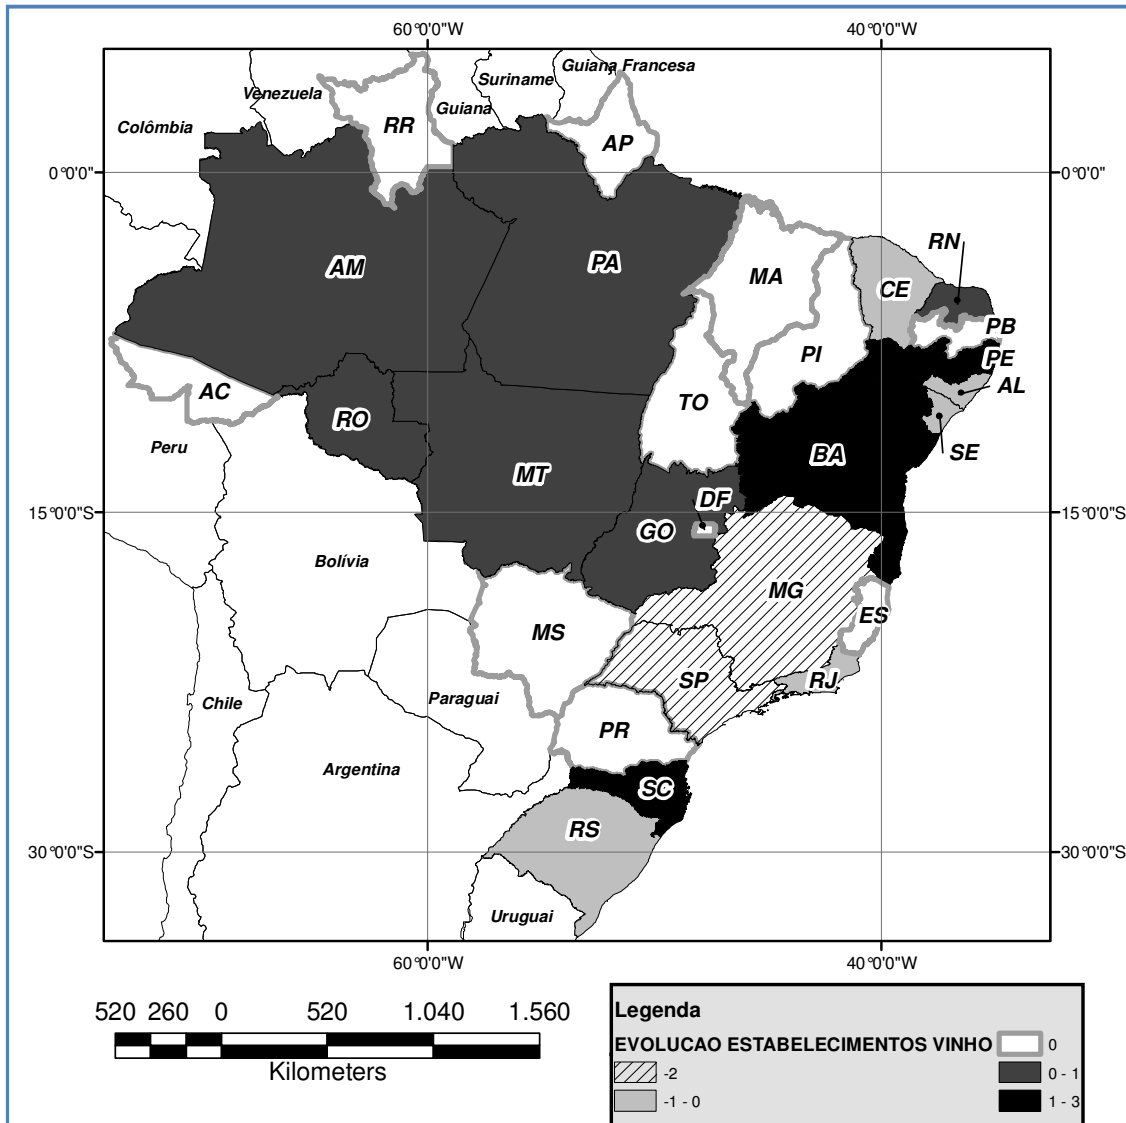 60°0'0"W 40°0'0"W
Guiana Francesa
Suriname
Venezuela
Guiana
Colômbia
RR
AP
0°0'0" 0°0'0"
RN
AM
PA
MA
CE
PB
PI
PE
AL
AC
TO
RO
Peru
BA
SE
MT
DF
15°0'0"S 15°0'0"S
GO
Bolívia
MG
ES
MS
SP
RJ
Paraguai
Chile
PR
Argentina
SC
RS
30°0'0"S 30°0'0"S
Uruguai
60°0'0"W 40°0'0"W
520 260 0 520 1.040 1.560
Kilometers
Legenda
EVOLUCAO ESTABELECIMENTOS VINHO
-2
-1 - 0
0
0 - 1
1 - 3